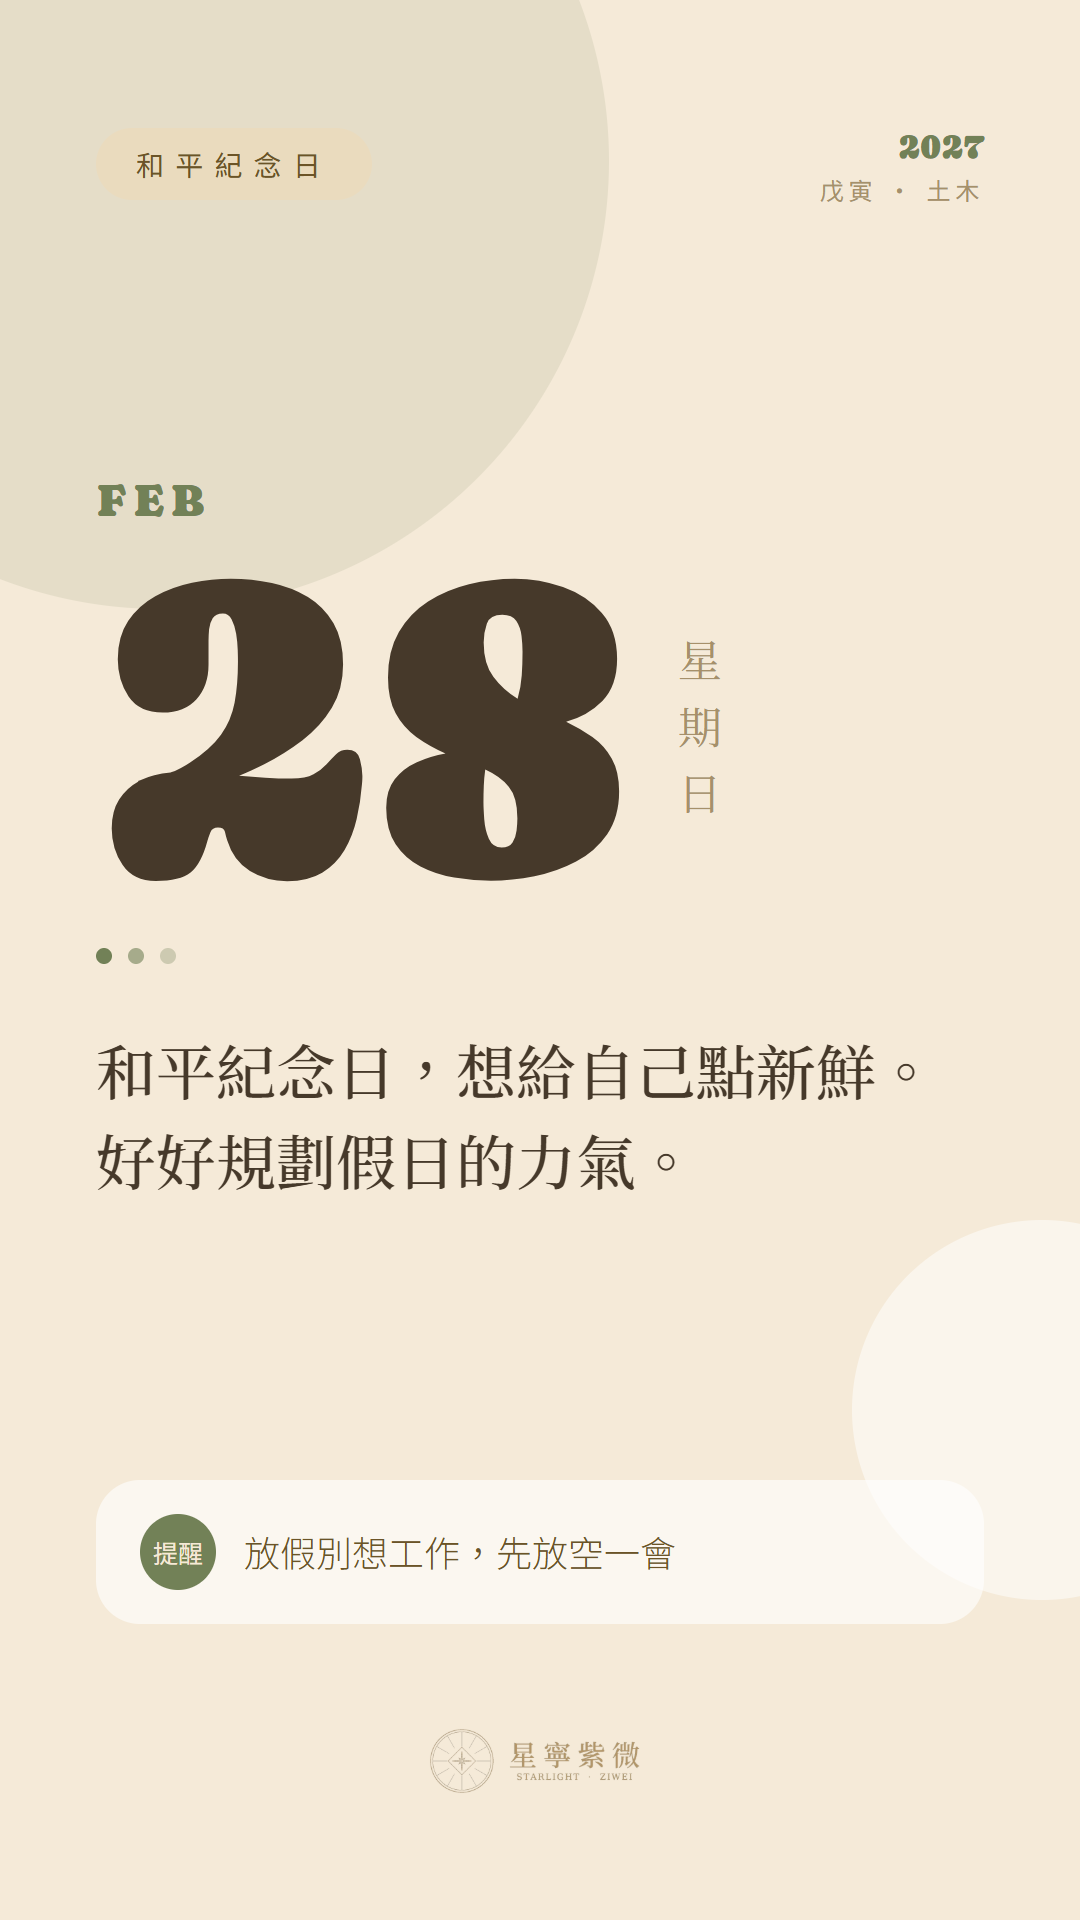 和平紀念日
2027
戊寅 · 土木
FEB
28
星期日
和平紀念日，想給自己點新鮮。
好好規劃假日的力氣。
提醒
放假別想工作，先放空一會
星寧紫微
STARLIGHT · ZIWEI